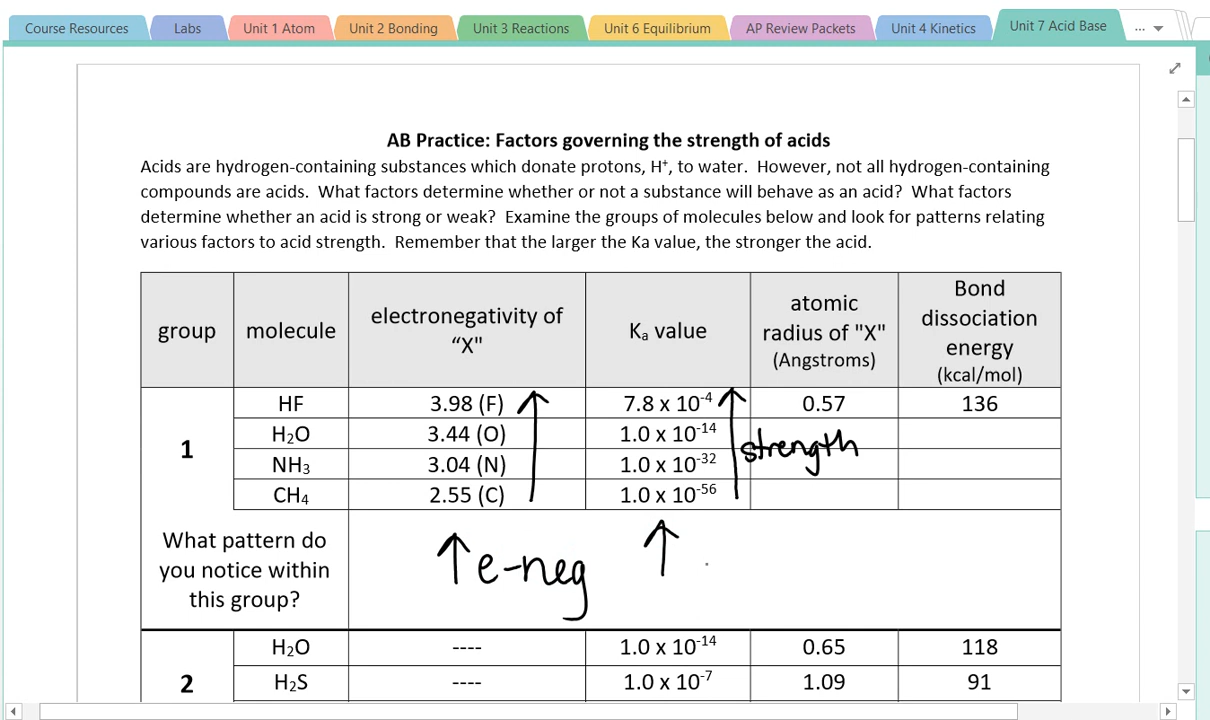 Course Resources
Labs
Unit 1 Atom
Unit 2 Bonding
Unit 3 Reactions
Unit 6 Equilibrium
AP Review Packets
Unit 4 Kinetics
Unit 7 Acid Base
...
AB Practice: Factors governing the strength of acids
Acids are hydrogen-containing substances which donate protons, H⁺, to water. However, not all hydrogen-containing
compounds are acids. What factors determine whether or not a substance will behave as an acid? What factors
determine whether an acid is strong or weak? Examine the groups of molecules below and look for patterns relating
various factors to acid strength. Remember that the larger the Ka value, the stronger the acid.
group
molecule
electronegativity of
“X"
Kₐ value
atomic
radius of "X"
(Angstroms)
Bond
dissociation
energy
(kcal/mol)
1
HF 3.98 (F) ↑ 7.8 x 10⁻⁴ ↑ 0.57 136
H₂O 3.44 (O) 1.0 x 10⁻¹⁴ strength
NH₃ 3.04 (N) 1.0 x 10⁻³²
CH₄ 2.55 (C) 1.0 x 10⁻⁵⁶
What pattern do
you notice within
this group?
↑ e-neg ↑
2
H₂O ---- 1.0 x 10⁻¹⁴ 0.65 118
H₂S ---- 1.0 x 10⁻⁷ 1.09 91